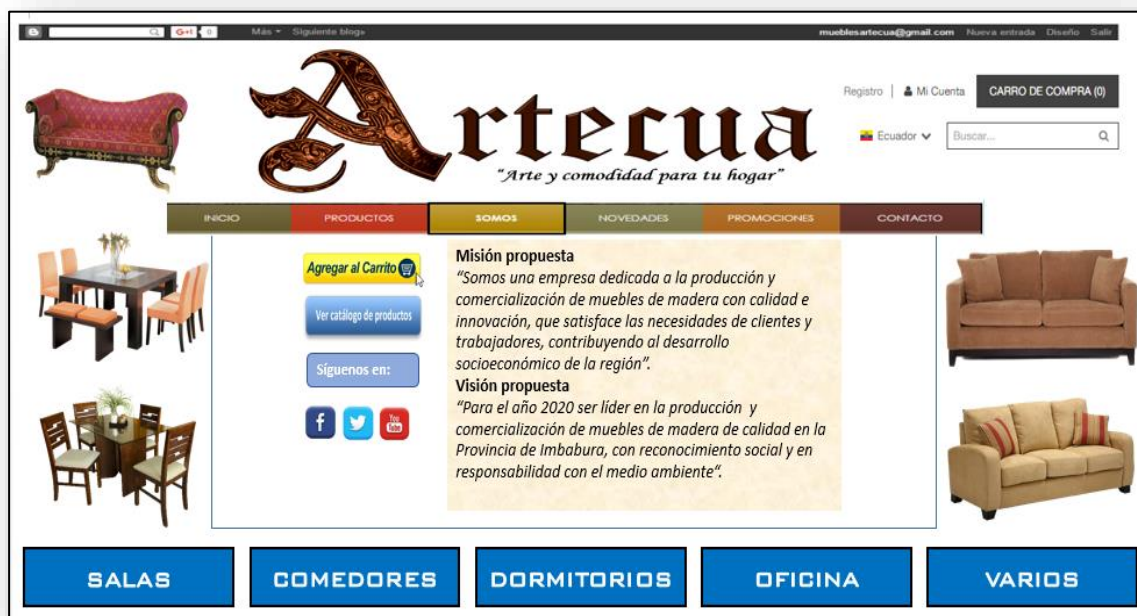 G+1 0 Más Siguiente blog» mueblesartecua@gmail.com Nueva entrada Diseño Salir
Artecua
"Arte y comodidad para tu hogar"
Registro | Mi Cuenta CARRO DE COMPRA (0)
Ecuador Buscar...
INICIO PRODUCTOS SOMOS NOVEDADES PROMOCIONES CONTACTO
Agregar al Carrito
Ver catálogo de productos
Síguenos en:
f You Tube
Misión propuesta
“Somos una empresa dedicada a la producción y
comercialización de muebles de madera con calidad e
innovación, que satisface las necesidades de clientes y
trabajadores, contribuyendo al desarrollo
socioeconómico de la región”.
Visión propuesta
“Para el año 2020 ser líder en la producción y
comercialización de muebles de madera de calidad en la
Provincia de Imbabura, con reconocimiento social y en
responsabilidad con el medio ambiente“.
SALAS COMEDORES DORMITORIOS OFICINA VARIOS